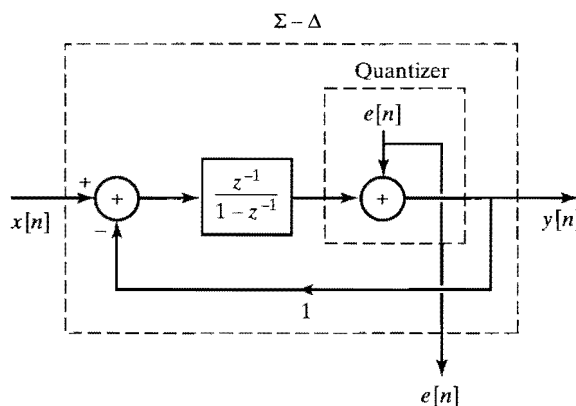 Σ – Δ
Quantizer
e[n]
+
+
z⁻¹
1 – z⁻¹
+
x[n]
–
y[n]
1
e[n]